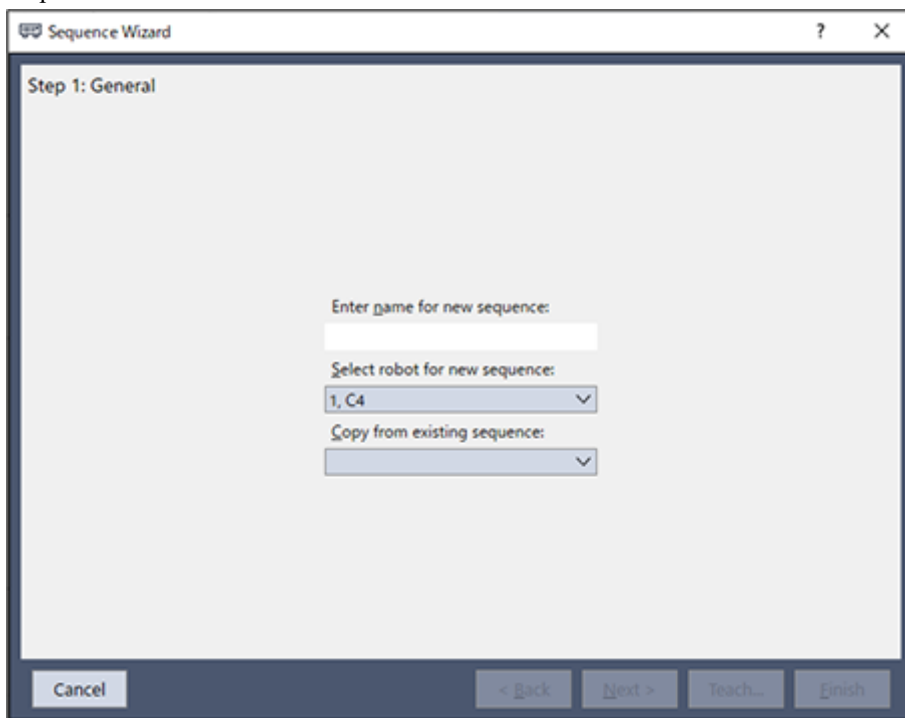 Sequence Wizard
?
Step 1: General
Enter name for new sequence:
Select robot for new sequence:
1, C4
Copy from existing sequence:
Cancel
< Back
Next >
Teach...
Finish